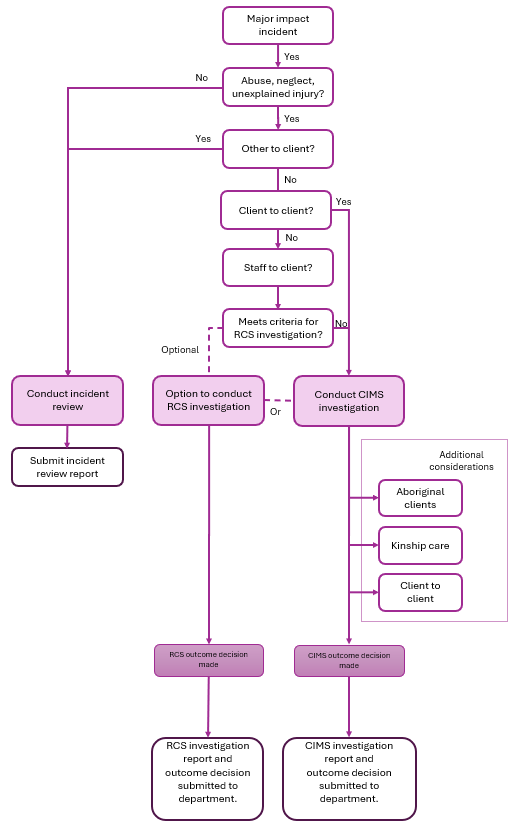 Major impact
incident
Yes
No
Abuse, neglect,
unexplained injury?
Yes
Yes
Other to client?
No
Yes
Client to client?
No
Staff to client?
Meets criteria for
RCS investigation?
No
Optional
Conduct incident
review
Option to conduct
RCS investigation
Or
Conduct CIMS
investigation
Submit incident
review report
Additional
considerations
Aboriginal
clients
Kinship care
Client to
client
RCS outcome decision
made
CIMS outcome decision
made
RCS investigation
report and
outcome decision
submitted to
department.
CIMS investigation
report and
outcome decision
submitted to
department.